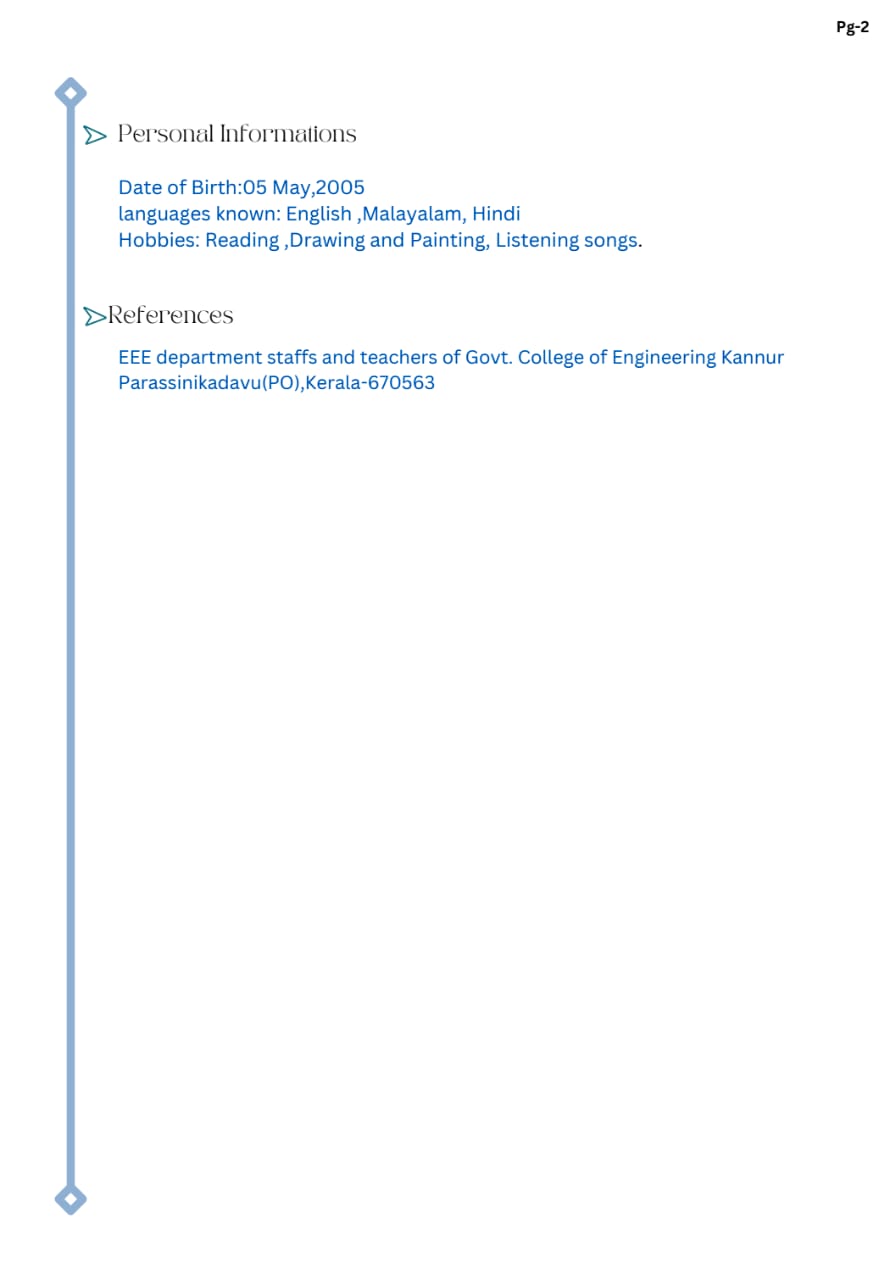 Pg-2
Personal Informations
Date of Birth:05 May,2005
languages known: English ,Malayalam, Hindi
Hobbies: Reading ,Drawing and Painting, Listening songs.
References
EEE department staffs and teachers of Govt. College of Engineering Kannur
Parassinikadavu(PO),Kerala-670563